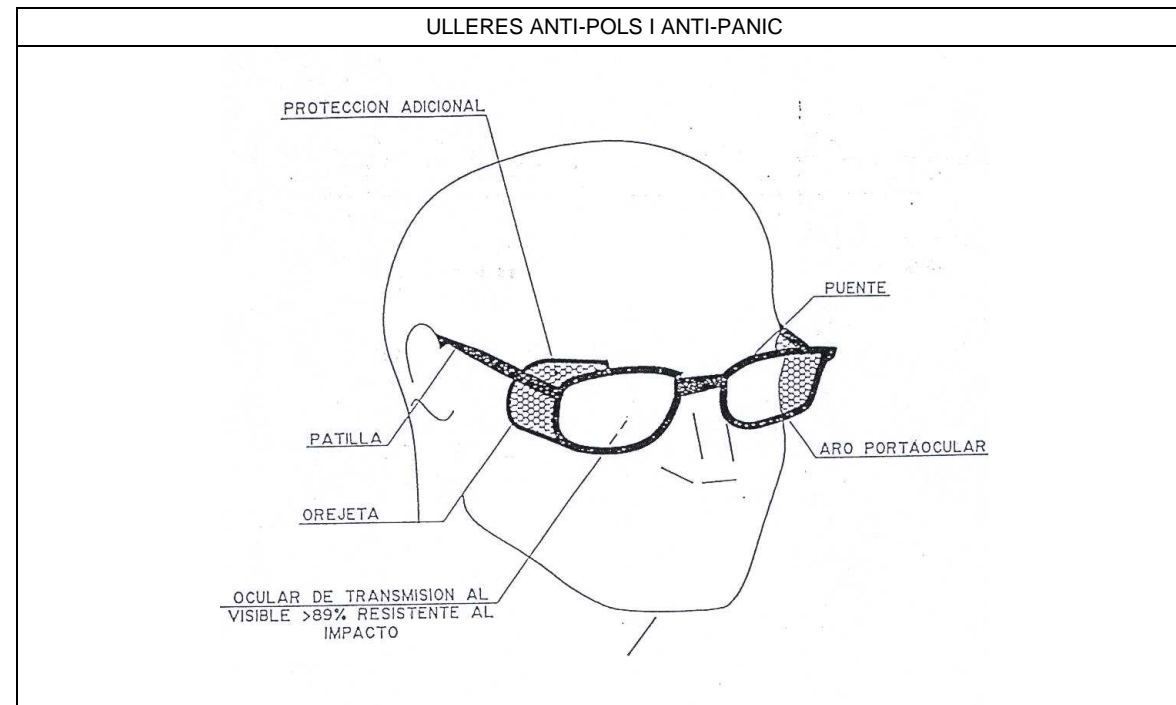 ULLERES ANTI-POLS I ANTI-PANIC
PROTECCION ADICIONAL
PUENTE
PATILLA
ARO PORTAOCULAR
OREJETA
OCULAR DE TRANSMISION AL
VISIBLE >89% RESISTENTE AL
IMPACTO